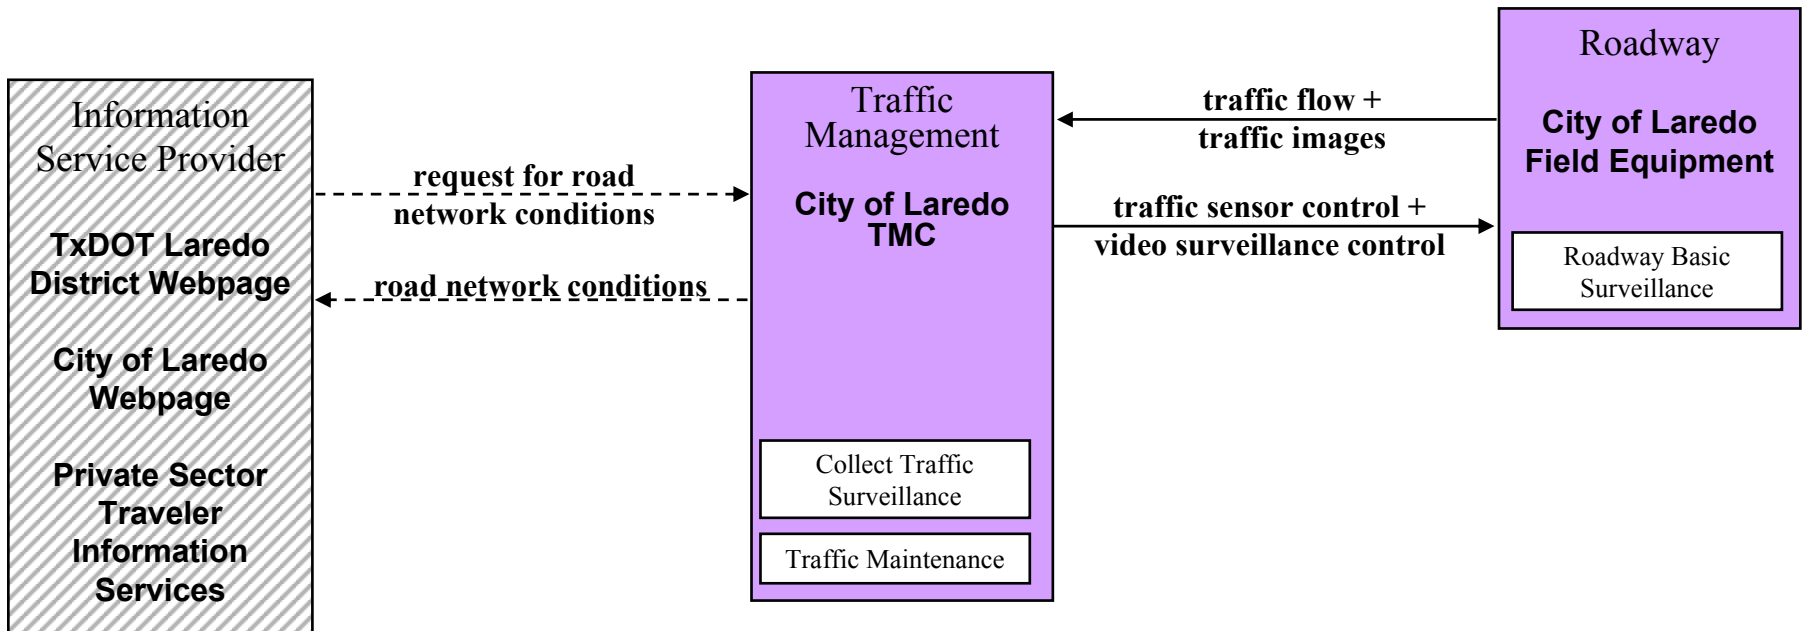 Information
Service Provider
TxDOT Laredo
District Webpage
City of Laredo
Webpage
Private Sector
Traveler
Information
Services
request for road
network conditions
road network conditions
Traffic
Management
City of Laredo
TMC
Collect Traffic
Surveillance
Traffic Maintenance
traffic flow +
traffic images
traffic sensor control +
video surveillance control
Roadway
City of Laredo
Field Equipment
Roadway Basic
Surveillance